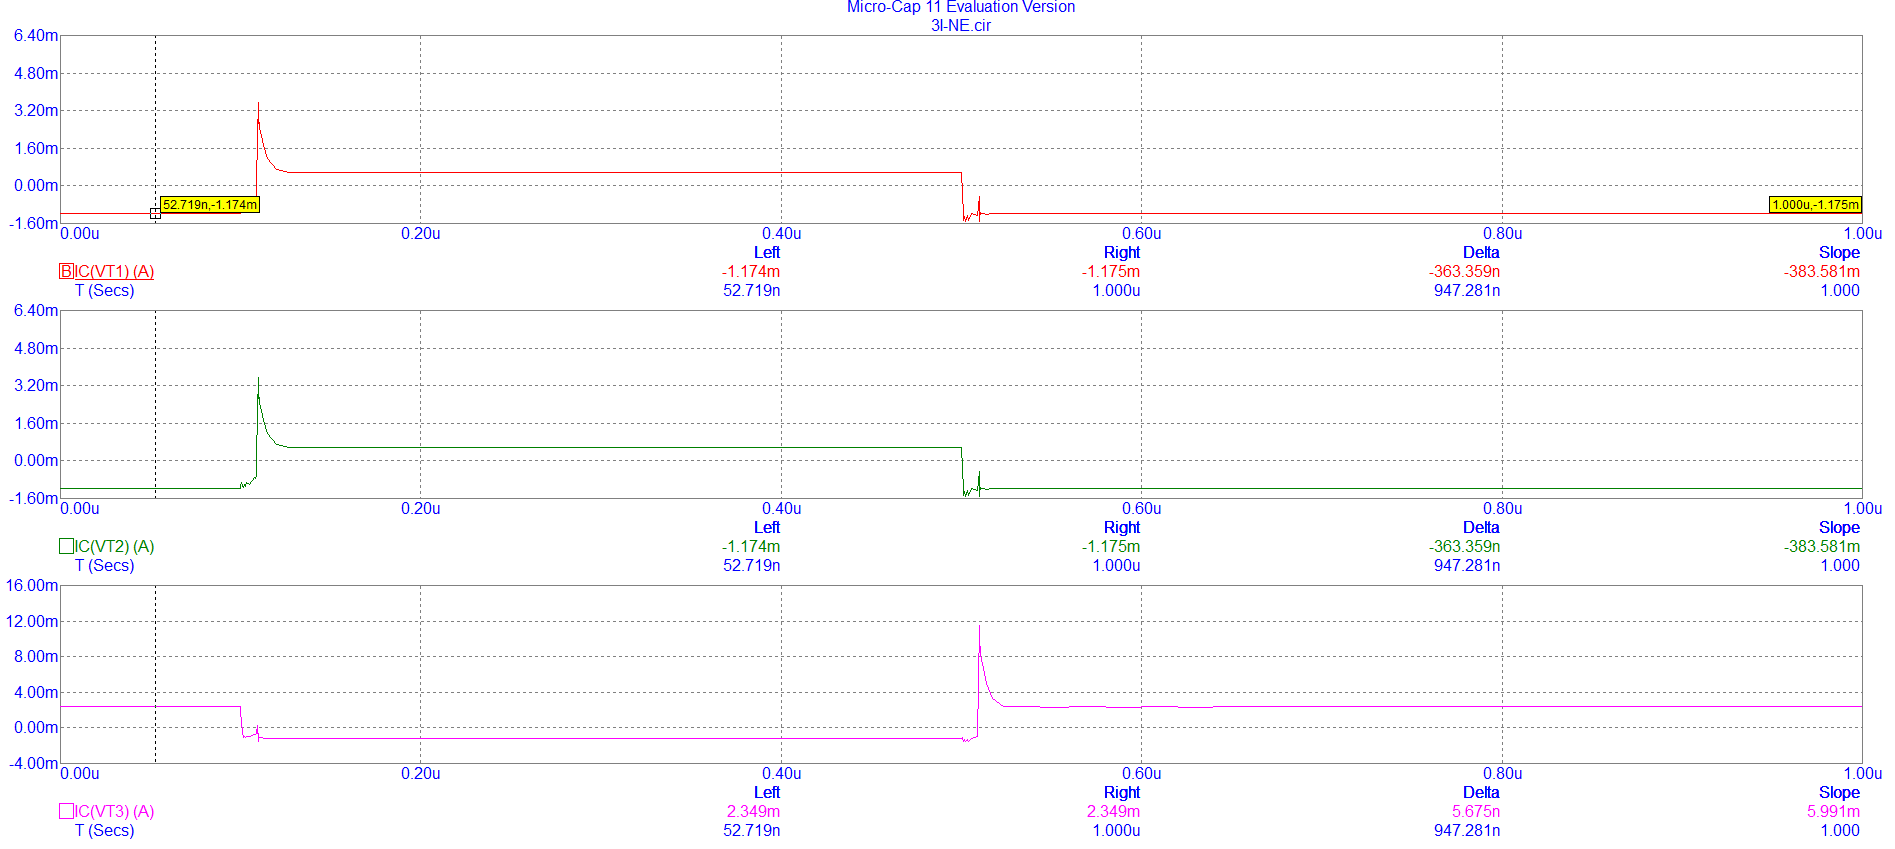 Micro-Cap 11 Evaluation Version
3I-NE.cir
6.40m
4.80m
3.20m
1.60m
0.00m
-1.60m
52.719n,-1.174m
1.000u,-1.175m
0.00u 0.20u 0.40u 0.60u 0.80u 1.00u
Left Right Delta Slope
B IC(VT1) (A) -1.174m -1.175m -363.359n -383.581m
T (Secs) 52.719n 1.000u 947.281n 1.000
6.40m
4.80m
3.20m
1.60m
0.00m
-1.60m
0.00u 0.20u 0.40u 0.60u 0.80u 1.00u
Left Right Delta Slope
IC(VT2) (A) -1.174m -1.175m -363.359n -383.581m
T (Secs) 52.719n 1.000u 947.281n 1.000
16.00m
12.00m
8.00m
4.00m
0.00m
-4.00m
0.00u 0.20u 0.40u 0.60u 0.80u 1.00u
Left Right Delta Slope
IC(VT3) (A) 2.349m 2.349m 5.675n 5.991m
T (Secs) 52.719n 1.000u 947.281n 1.000